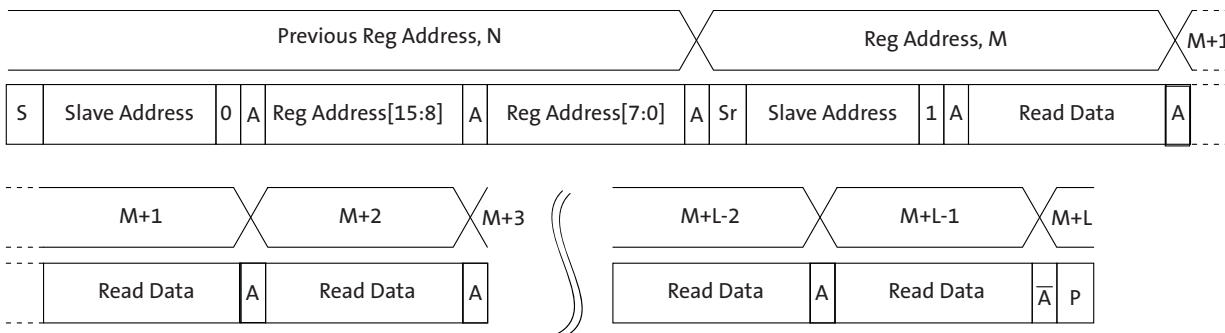 Previous Reg Address, N Reg Address, M M+1
S Slave Address 0 A Reg Address[15:8] A Reg Address[7:0] A Sr Slave Address 1 A Read Data A
M+1 M+2 M+3 M+L-2 M+L-1 M+L
Read Data A Read Data A Read Data A Read Data A̅ P